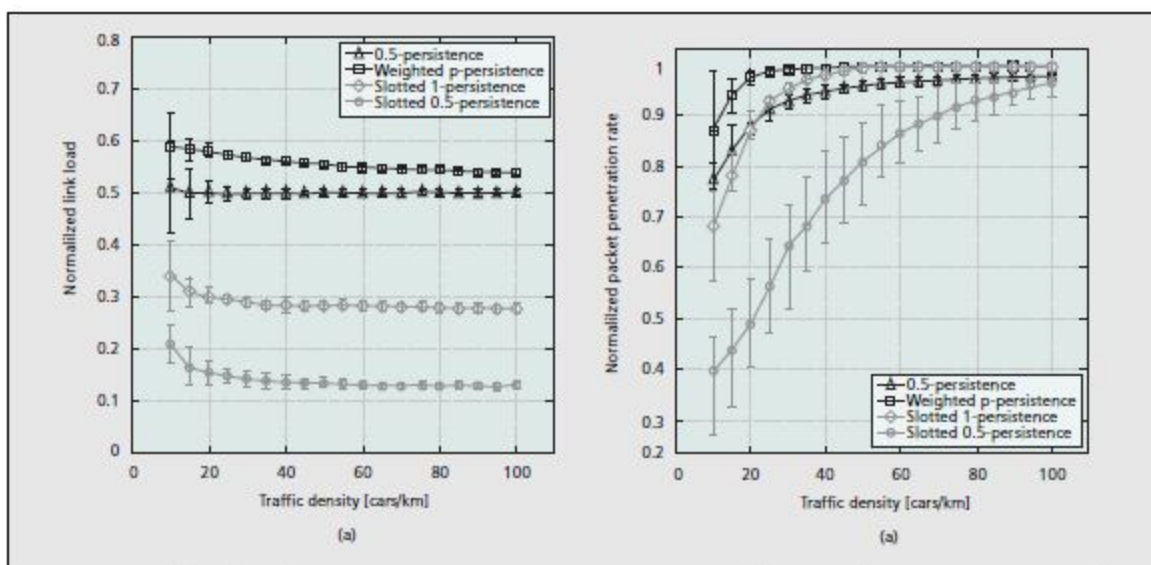 0.8
0.7
0.6
0.5
0.4
0.3
0.2
0.1
0
Normalilzed link load
0.5-persistence
Weighted p-persistence
Slotted 1-persistence
Slotted 0.5-persistence
0 20 40 60 80 100
Traffic density [cars/km]
(a)
1
0.9
0.8
0.7
0.6
0.5
0.4
0.3
0.2
Normalilzed packet penetration rate
0.5-persistence
Weighted p-persistence
Slotted 1-persistence
Slotted 0.5-persistence
0 20 40 60 80 100
Traffic density [cars/km]
(a)